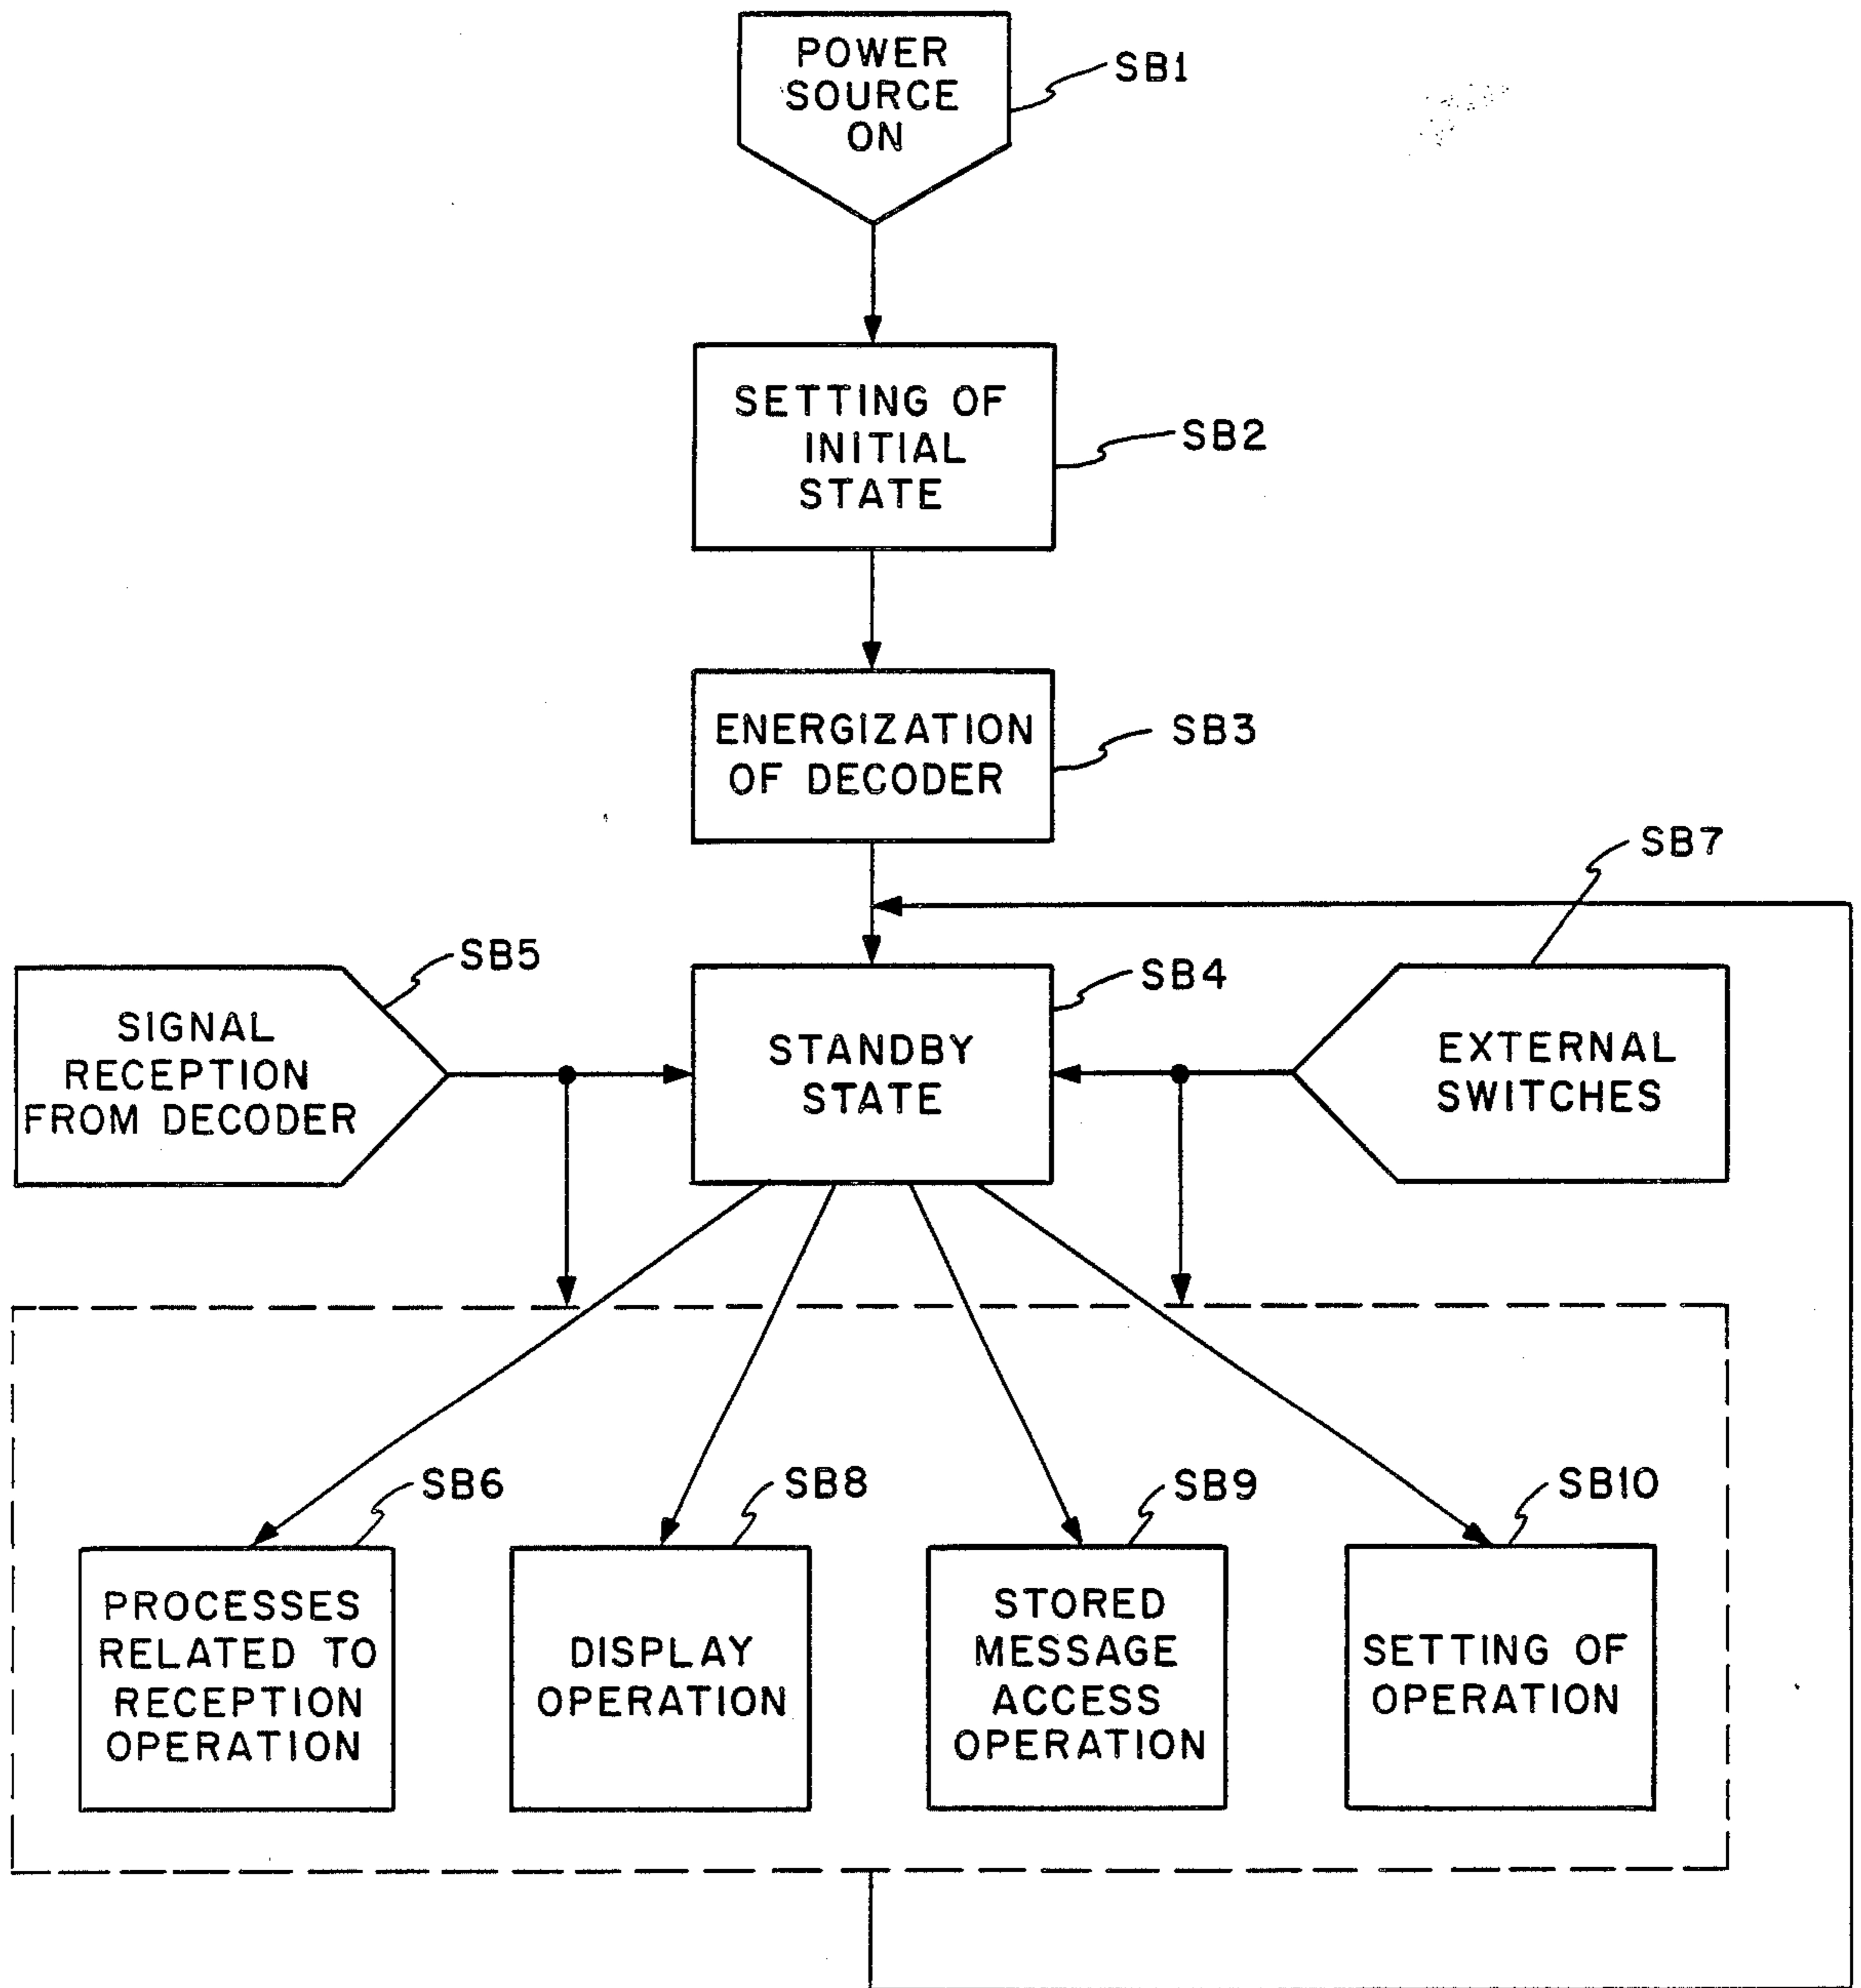 POWER
SOURCE
ON
SB1
SETTING OF
INITIAL
STATE
SB2
ENERGIZATION
OF DECODER
SB3
SB7
SB5
SB4
SIGNAL
RECEPTION
FROM DECODER
STANDBY
STATE
EXTERNAL
SWITCHES
SB6
SB8
SB9
SB10
PROCESSES
RELATED TO
RECEPTION
OPERATION
DISPLAY
OPERATION
STORED
MESSAGE
ACCESS
OPERATION
SETTING OF
OPERATION